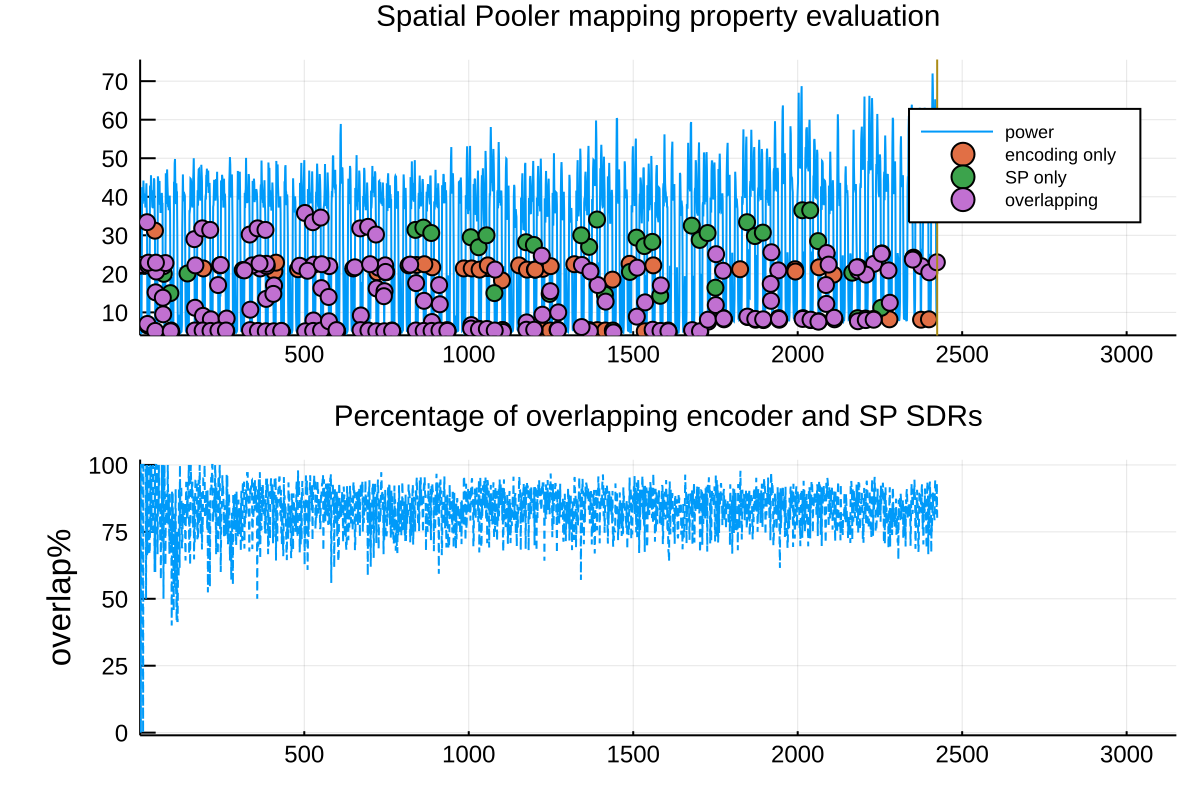 Spatial Pooler mapping property evaluation
70
60
50
40
30
20
10
power
encoding only
SP only
overlapping
500 1000 1500 2000 2500 3000
Percentage of overlapping encoder and SP SDRs
overlap%
100
75
50
25
0
500 1000 1500 2000 2500 3000